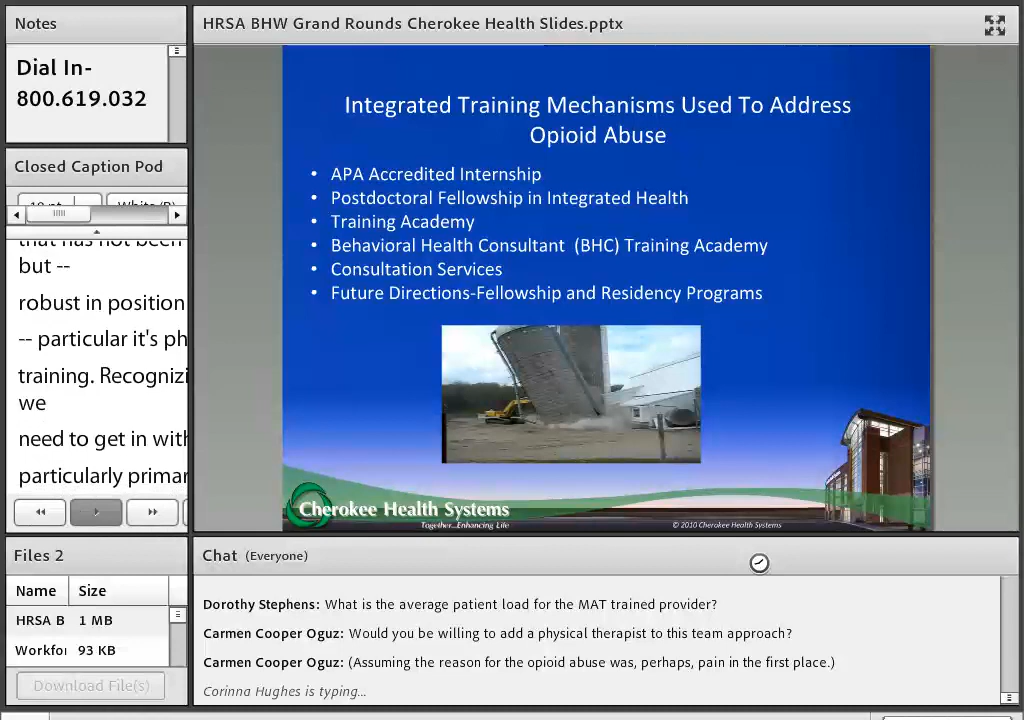 Notes
HRSA BHW Grand Rounds Cherokee Health Slides.pptx
Dial In-
800.619.032
Closed Caption Pod
that has not been
but --
robust in position
-- particular it's ph
training. Recognizi
we
need to get in with
particularly primar
Integrated Training Mechanisms Used To Address
Opioid Abuse
• APA Accredited Internship
• Postdoctoral Fellowship in Integrated Health
• Training Academy
• Behavioral Health Consultant (BHC) Training Academy
• Consultation Services
• Future Directions-Fellowship and Residency Programs
Cherokee Health Systems
Together...Enhancing Life
© 2010 Cherokee Health Systems
Files 2
Name Size
HRSA B 1 MB
Workfo 93 KB
Download File(s)
Chat (Everyone)
Dorothy Stephens: What is the average patient load for the MAT trained provider?
Carmen Cooper Oguz: Would you be willing to add a physical therapist to this team approach?
Carmen Cooper Oguz: (Assuming the reason for the opioid abuse was, perhaps, pain in the first place.)
Corinna Hughes is typing...